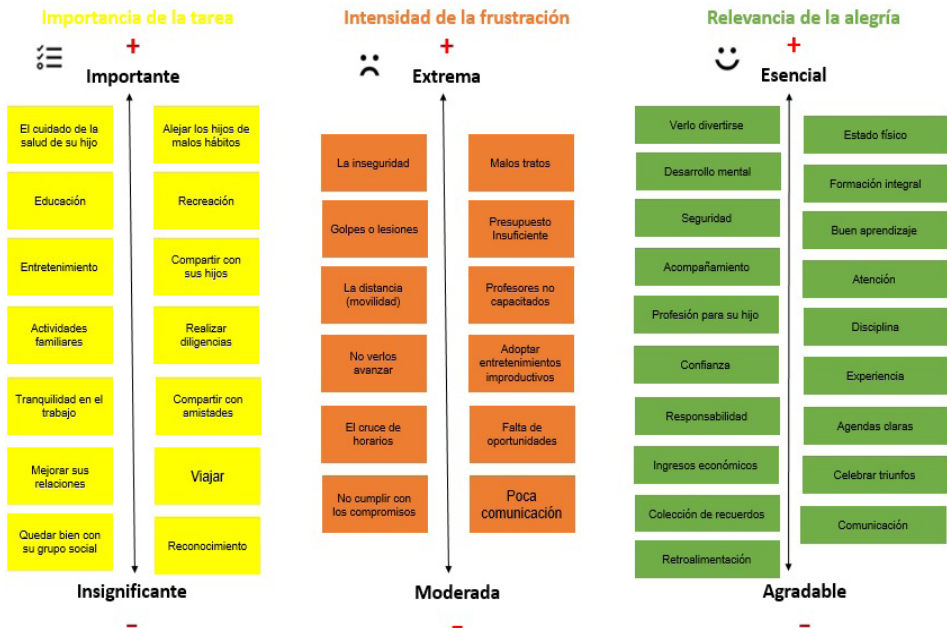 Importancia de la tarea
+
Importante
El cuidado de la
salud de su hijo
Alejar los hijos de
malos hábitos
Educación
Recreación
Entretenimiento
Compartir con
sus hijos
Actividades
familiares
Realizar
diligencias
Tranquilidad en el
trabajo
Compartir con
amistades
Mejorar sus
relaciones
Viajar
Quedar bien con
su grupo social
Reconocimiento
Insignificante
-
Intensidad de la frustración
+
Extrema
La inseguridad
Malos tratos
Golpes o lesiones
Presupuesto
Insuficiente
La distancia
(movilidad)
Profesores no
capacitados
No verlos
avanzar
Adoptar
entretenimientos
improductivos
El cruce de
horarios
Falta de
oportunidades
No cumplir con
los compromisos
Poca
comunicación
Moderada
-
Relevancia de la alegría
+
Esencial
Verlo divertirse
Estado físico
Desarrollo mental
Formación integral
Seguridad
Buen aprendizaje
Acompañamiento
Atención
Profesión para su hijo
Disciplina
Confianza
Experiencia
Responsabilidad
Agendas claras
Ingresos económicos
Celebrar triunfos
Colección de recuerdos
Comunicación
Retroalimentación
Agradable
-